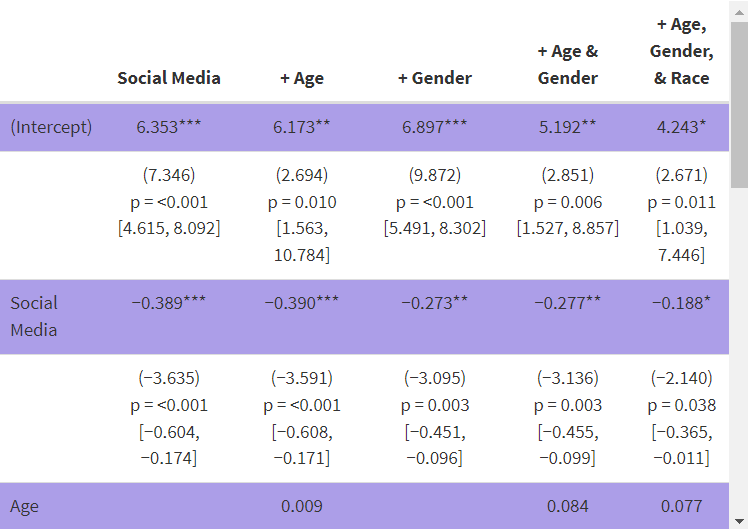 Social Media + Age + Gender + Age & Gender + Age, Gender, & Race
(Intercept) 6.353*** 6.173** 6.897*** 5.192** 4.243*
(7.346) (2.694) (9.872) (2.851) (2.671)
p = <0.001 p = 0.010 p = <0.001 p = 0.006 p = 0.011
[4.615, 8.092] [1.563, 10.784] [5.491, 8.302] [1.527, 8.857] [1.039, 7.446]
Social Media −0.389*** −0.390*** −0.273** −0.277** −0.188*
(−3.635) (−3.591) (−3.095) (−3.136) (−2.140)
p = <0.001 p = <0.001 p = 0.003 p = 0.003 p = 0.038
[−0.604, −0.174] [−0.608, −0.171] [−0.451, −0.096] [−0.455, −0.099] [−0.365, −0.011]
Age 0.009 0.084 0.077